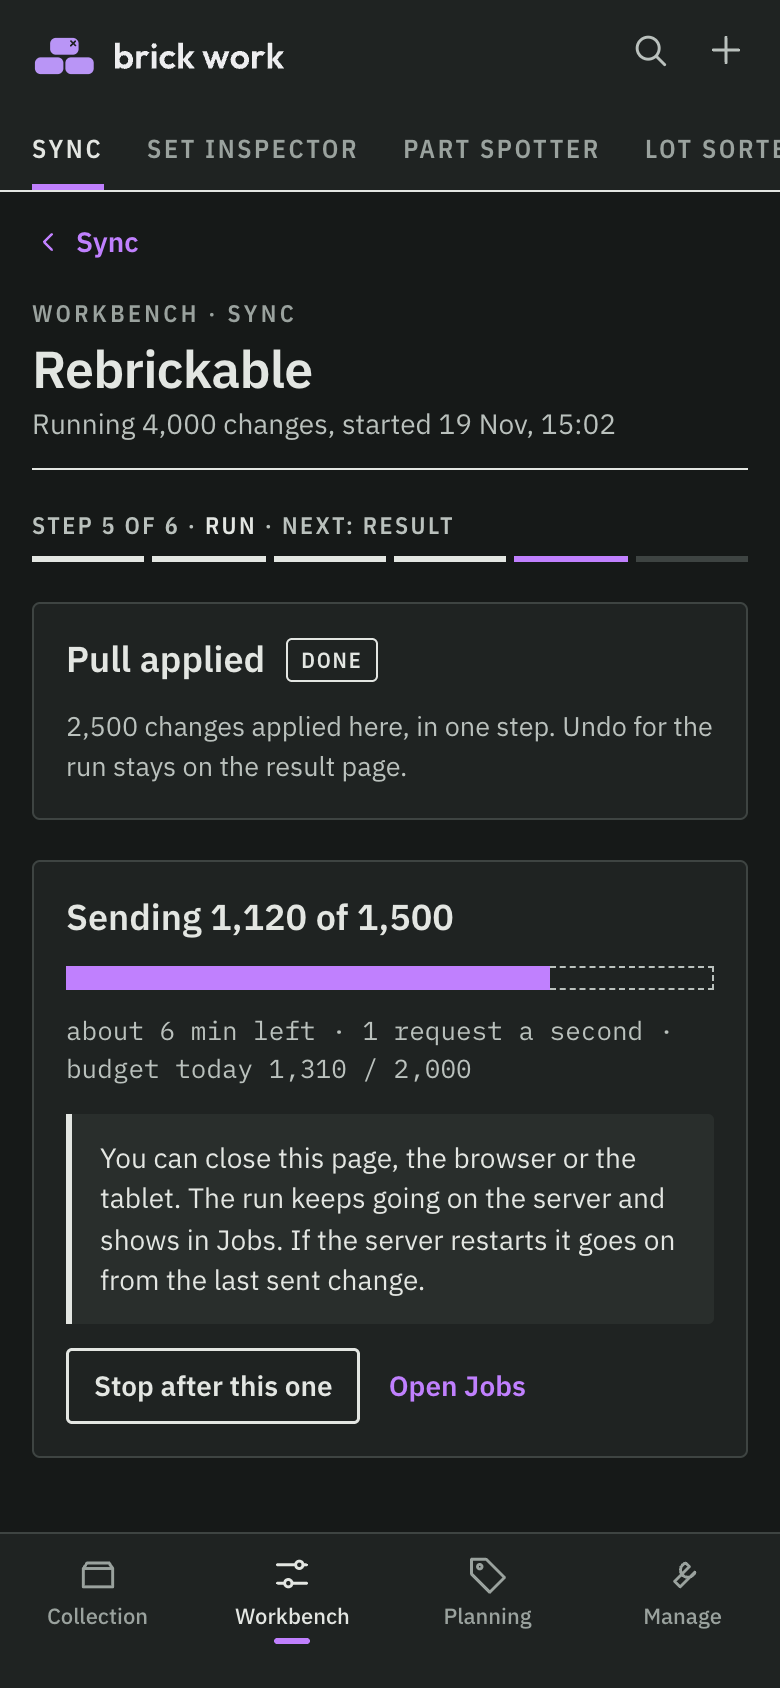 brick work
SYNC SET INSPECTOR PART SPOTTER LOT SORTE
Sync
WORKBENCH · SYNC
Rebrickable
Running 4,000 changes, started 19 Nov, 15:02
STEP 5 OF 6 · RUN · NEXT: RESULT
Pull applied DONE
2,500 changes applied here, in one step. Undo for the
run stays on the result page.
Sending 1,120 of 1,500
about 6 min left · 1 request a second ·
budget today 1,310 / 2,000
You can close this page, the browser or the
tablet. The run keeps going on the server and
shows in Jobs. If the server restarts it goes on
from the last sent change.
Stop after this one Open Jobs
Collection Workbench Planning Manage